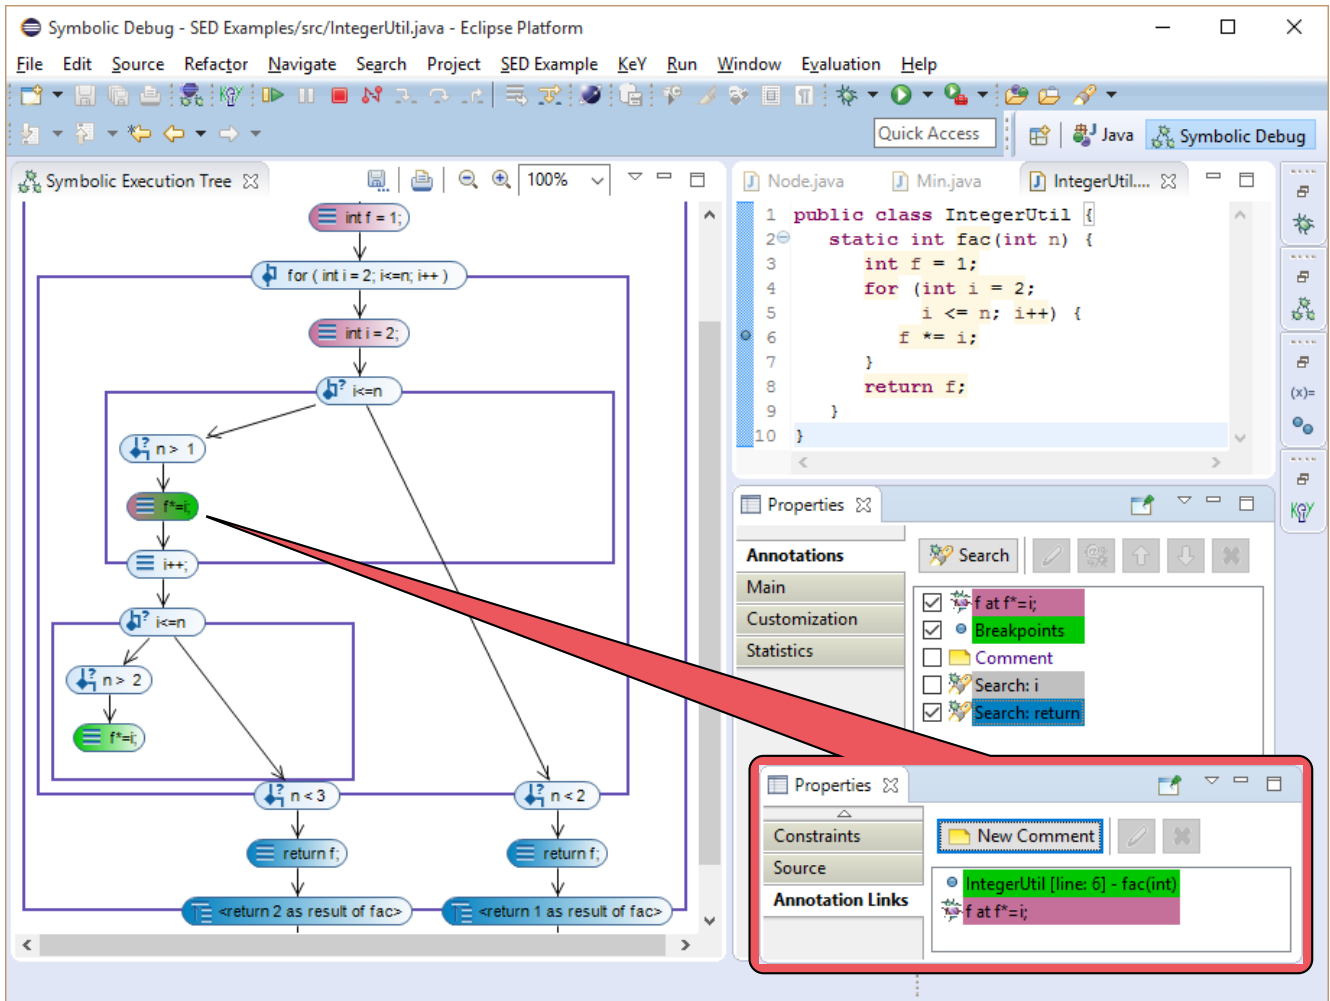 Symbolic Debug - SED Examples/src/IntegerUtil.java - Eclipse Platform
File Edit Source Refactor Navigate Search Project SED Example KeY Run Window Evaluation Help
Quick Access Java Symbolic Debug
Symbolic Execution Tree
100%
int f = 1;
for ( int i = 2; i<=n; i++ )
int i = 2;
i<=n
n > 1
f*=i;
i++;
i<=n
n > 2
f*=i;
n < 3
n < 2
return f;
return f;
<return 2 as result of fac>
<return 1 as result of fac>
Node.java Min.java IntegerUtil....
1 public class IntegerUtil {
2 static int fac(int n) {
3 int f = 1;
4 for (int i = 2;
5 i <= n; i++) {
6 f *= i;
7 }
8 return f;
9 }
10 }
(x)=
KeY
Properties
Annotations
Main
Customization
Statistics
Search
f at f*=i;
Breakpoints
Comment
Search: i
Search: return
Properties
Constraints
Source
Annotation Links
New Comment
IntegerUtil [line: 6] - fac(int)
f at f*=i;